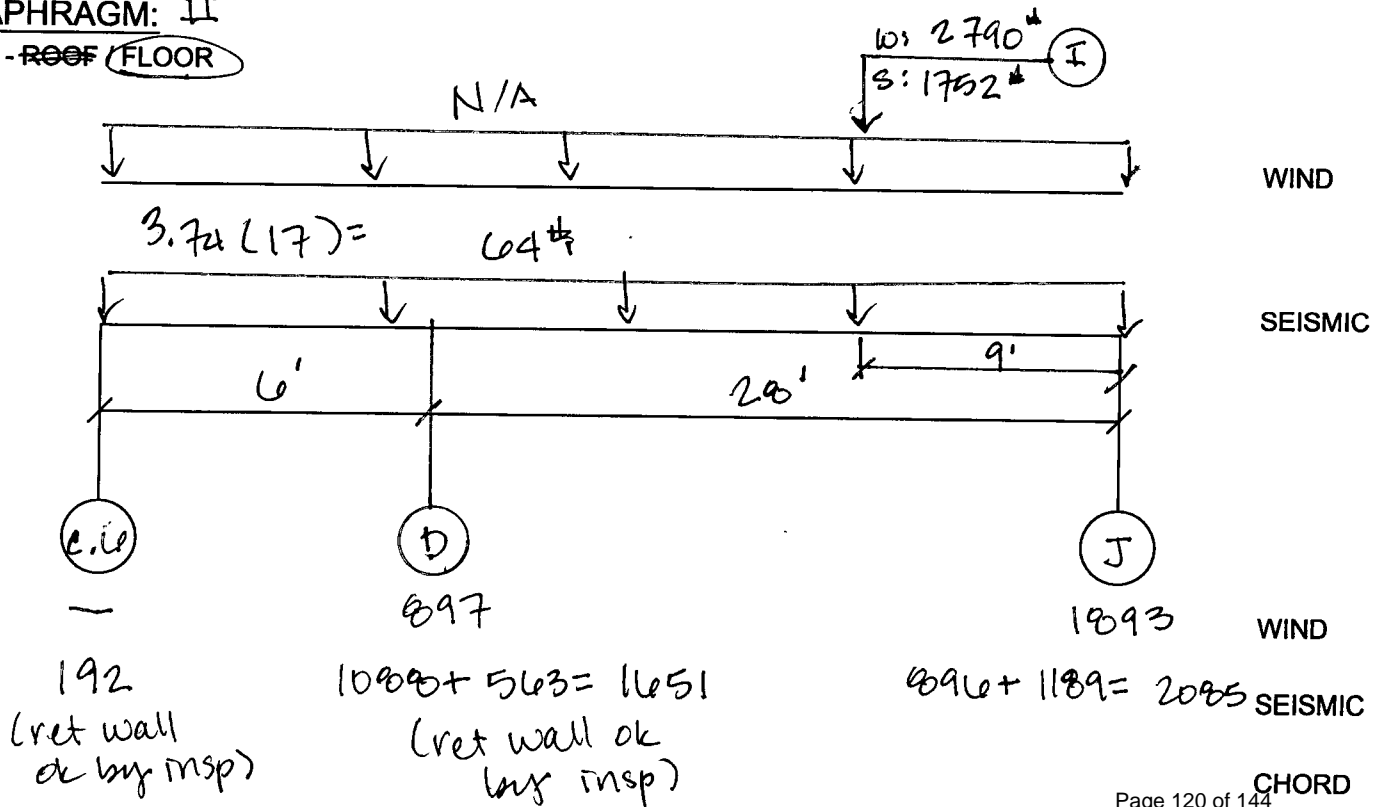 APHRAGM: II
- ROOF / FLOOR
W: 2790#
S: 1752#
I
N/A
WIND
3.74 (17) = 64#
SEISMIC
9'
6'
28'
C.6
D
J
—
897
1893
WIND
192
1088 + 563 = 1651
896 + 1189 = 2085
SEISMIC
(ret wall
ok by insp)
(ret wall ok
by insp)
CHORD
Page 120 of 144